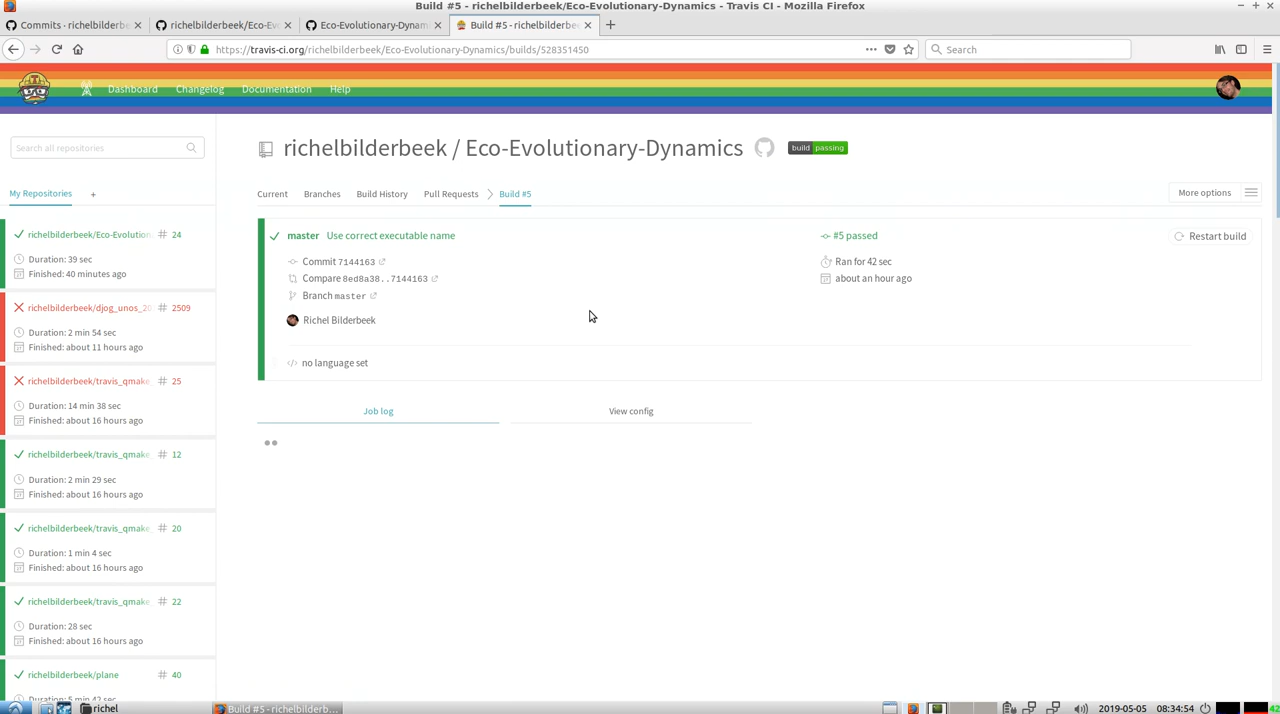 Build #5 - richelbilderbeek/Eco-Evolutionary-Dynamics - Travis CI - Mozilla Firefox
Commits · richelbilderbe
richelbilderbeek/Eco-Ev
Eco-Evolutionary-Dynam
Build #5 - richelbilderbe
https://travis-ci.org/richelbilderbeek/Eco-Evolutionary-Dynamics/builds/528351450
Search
Dashboard
Changelog
Documentation
Help
Search all repositories
richelbilderbeek / Eco-Evolutionary-Dynamics
build passing
My Repositories
+
Current
Branches
Build History
Pull Requests
Build #5
More options
richelbilderbeek/Eco-Evolution
# 24
Duration: 39 sec
Finished: 40 minutes ago
richelbilderbeek/djog_unos_20
2509
Duration: 2 min 54 sec
Finished: about 11 hours ago
richelbilderbeek/travis_qmake
# 25
Duration: 14 min 38 sec
Finished: about 16 hours ago
richelbilderbeek/travis_qmake
# 12
Duration: 2 min 29 sec
Finished: about 16 hours ago
richelbilderbeek/travis_qmake
# 20
Duration: 1 min 4 sec
Finished: about 16 hours ago
richelbilderbeek/travis_qmake
# 22
Duration: 28 sec
Finished: about 16 hours ago
richelbilderbeek/plane
# 40
Duration: 5 min 42 sec
master Use correct executable name
Commit 7144163
Compare 8ed8a38..7144163
Branch master
Richel Bilderbeek
#5 passed
Ran for 42 sec
about an hour ago
Restart build
no language set
Job log
View config
richel
Build #5 - richelbilderb...
2019-05-05
08:34:54